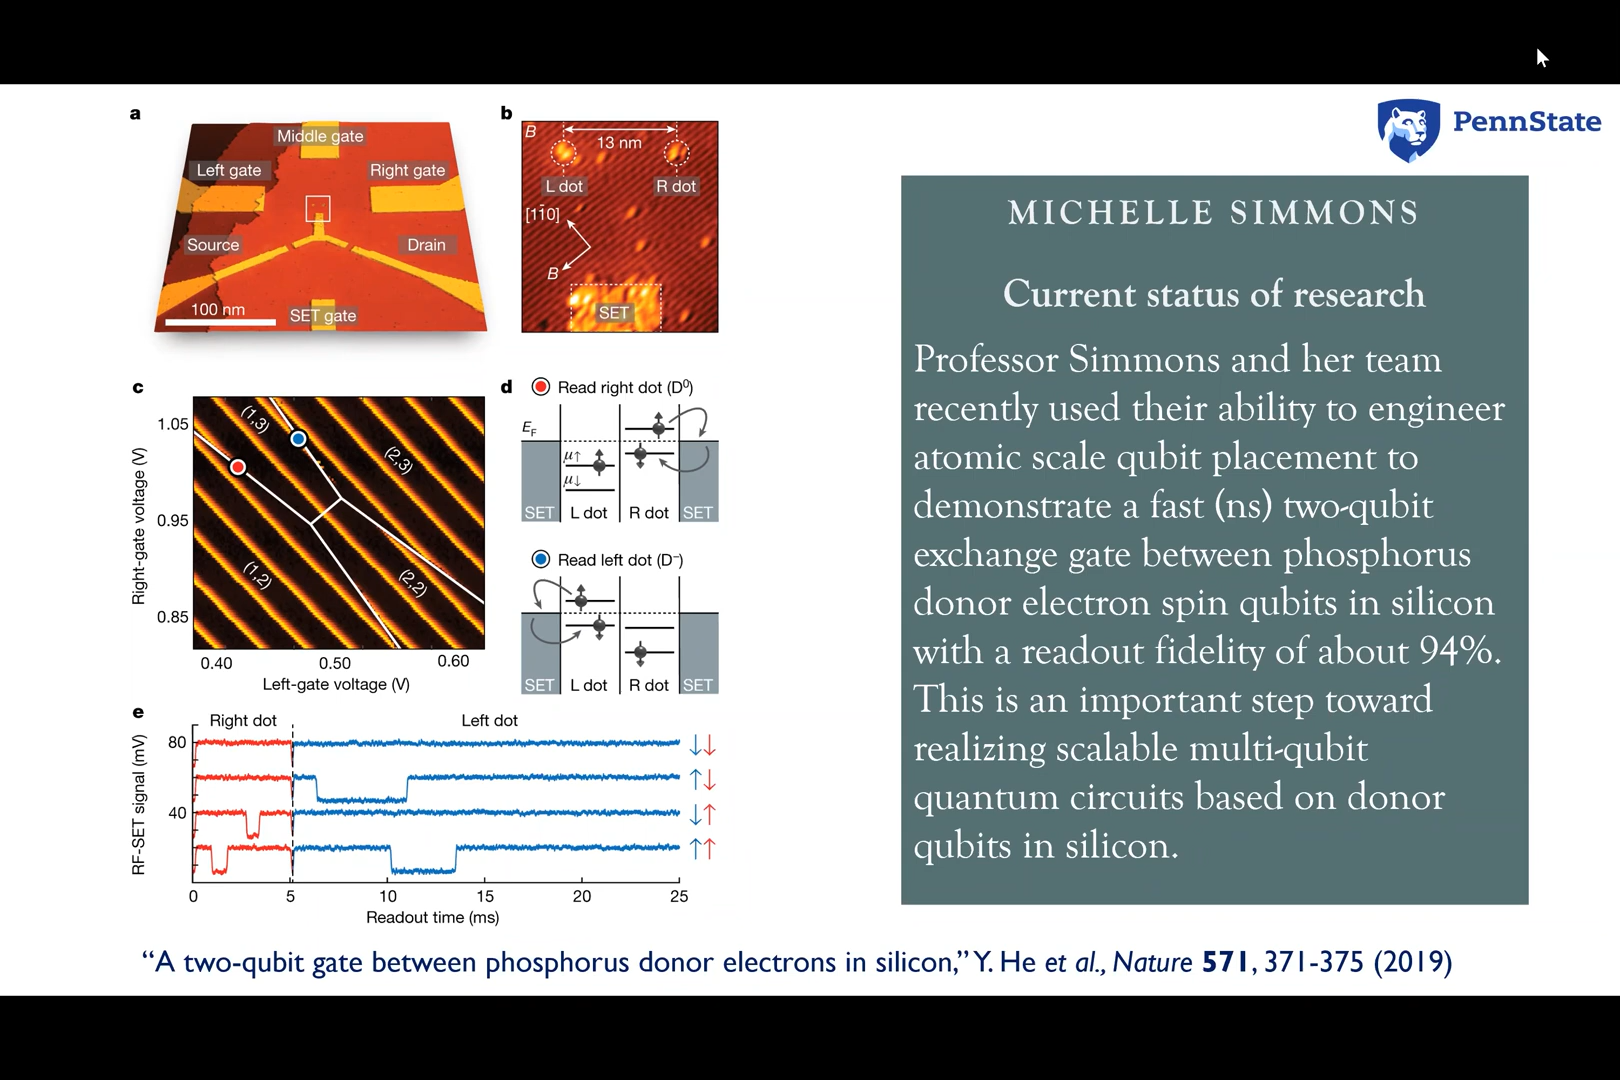 a
Middle gate
Left gate
Right gate
Source
Drain
100 nm
SET gate
b
B
13 nm
L dot
R dot
[11̅0]
B
SET
c
1.05
0.95
0.85
Right-gate voltage (V)
(1,3)
(2,3)
(1,2)
(2,2)
0.40 0.50 0.60
Left-gate voltage (V)
d
Read right dot (D⁰)
E_F
μ↑
μ↓
SET L dot R dot SET
Read left dot (D⁻)
SET L dot R dot SET
e
Right dot Left dot
80
40
RF-SET signal (mV)
↓↓
↑↓
↓↑
↑↑
0 5 10 15 20 25
Readout time (ms)
PennState
MICHELLE SIMMONS
Current status of research
Professor Simmons and her team
recently used their ability to engineer
atomic scale qubit placement to
demonstrate a fast (ns) two-qubit
exchange gate between phosphorus
donor electron spin qubits in silicon
with a readout fidelity of about 94%.
This is an important step toward
realizing scalable multi-qubit
quantum circuits based on donor
qubits in silicon.
“A two-qubit gate between phosphorus donor electrons in silicon,” Y. He et al., Nature 571, 371-375 (2019)